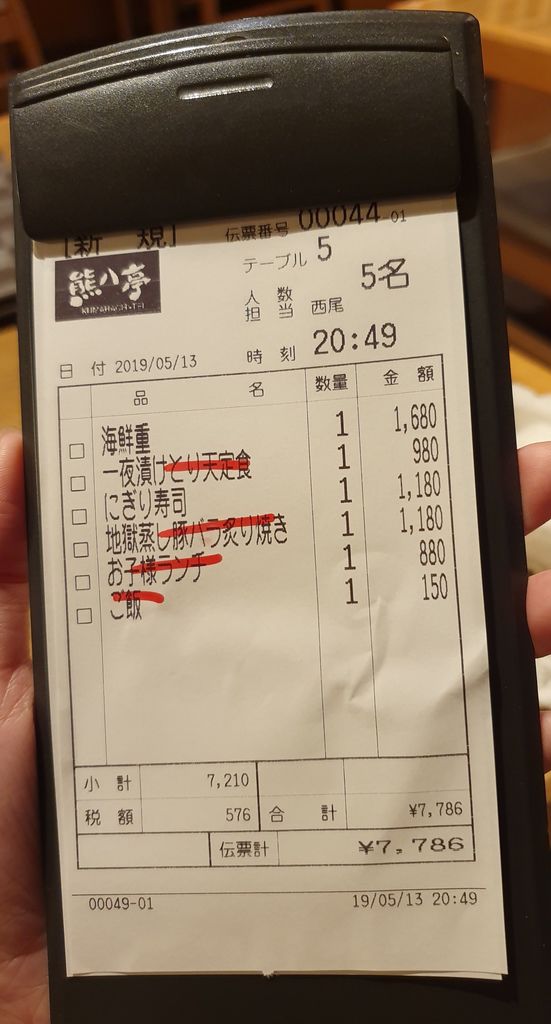 [新 規] 伝票番号 00044 01
熊八亭
KUMAHACHI-TEI
テーブル 5
人数 5名
担当 西尾
日 付 2019/05/13 時 刻 20:49
品 名 数量 金 額
海鮮重 1 1,680
一夜漬けとり天定食 1 980
にぎり寿司 1 1,180
地獄蒸し豚バラ炙り焼き 1 1,180
お子様ランチ 1 880
ご飯 1 150
小 計 7,210
税 額 576 合 計 ¥7,786
伝票計 ¥7,786
00049-01 19/05/13 20:49